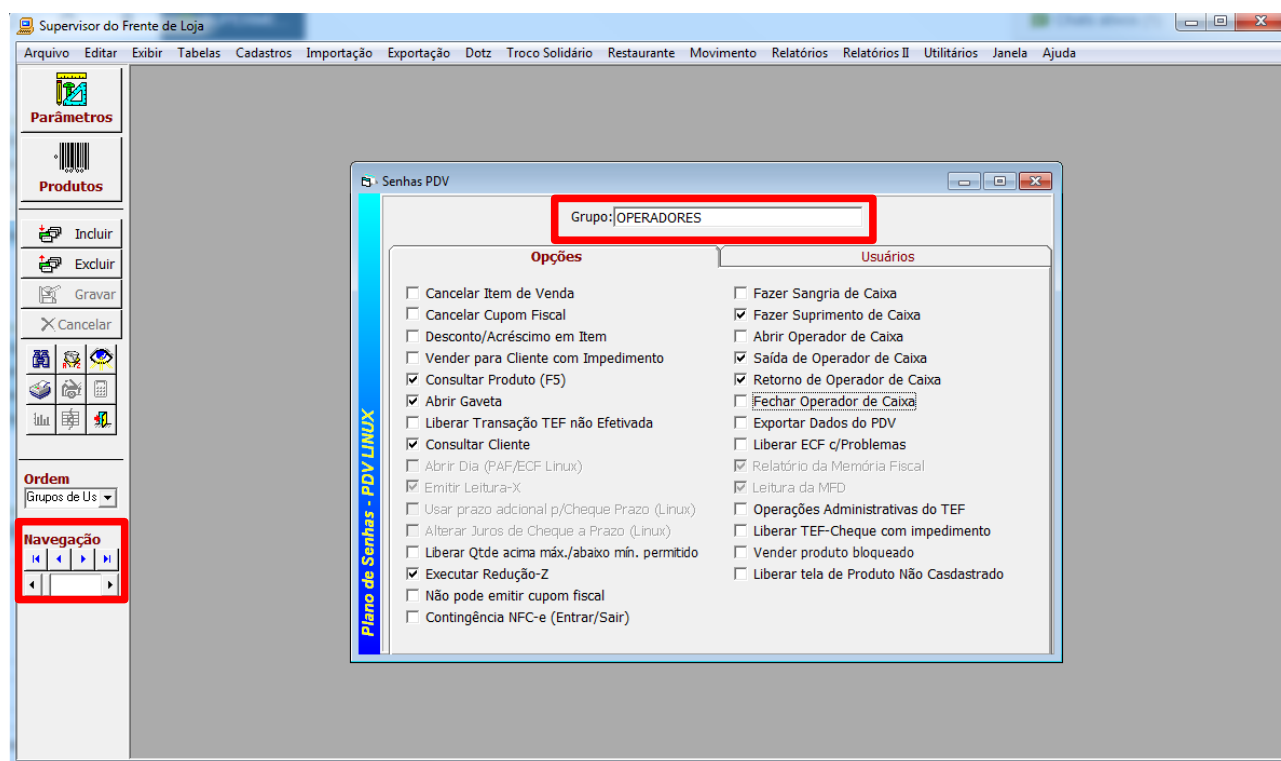 Supervisor do Frente de Loja
Arquivo Editar Exibir Tabelas Cadastros Importação Exportação Dotz Troco Solidário Restaurante Movimento Relatórios Relatórios II Utilitários Janela Ajuda
Parâmetros
Produtos
Incluir
Excluir
Gravar
Cancelar
Ordem
Grupos de Us
Navegação
Senhas PDV
Plano de Senhas - PDV LINUX
Grupo: OPERADORES
Opções
Usuários
Cancelar Item de Venda
Cancelar Cupom Fiscal
Desconto/Acréscimo em Item
Vender para Cliente com Impedimento
Consultar Produto (F5)
Abrir Gaveta
Liberar Transação TEF não Efetivada
Consultar Cliente
Abrir Dia (PAF/ECF Linux)
Emitir Leitura-X
Usar prazo adcional p/Cheque Prazo (Linux)
Alterar Juros de Cheque a Prazo (Linux)
Liberar Qtde acima máx./abaixo mín. permitido
Executar Redução-Z
Não pode emitir cupom fiscal
Contingência NFC-e (Entrar/Sair)
Fazer Sangria de Caixa
Fazer Suprimento de Caixa
Abrir Operador de Caixa
Saída de Operador de Caixa
Retorno de Operador de Caixa
Fechar Operador de Caixa
Exportar Dados do PDV
Liberar ECF c/Problemas
Relatório da Memória Fiscal
Leitura da MFD
Operações Administrativas do TEF
Liberar TEF-Cheque com impedimento
Vender produto bloqueado
Liberar tela de Produto Não Casdastrado